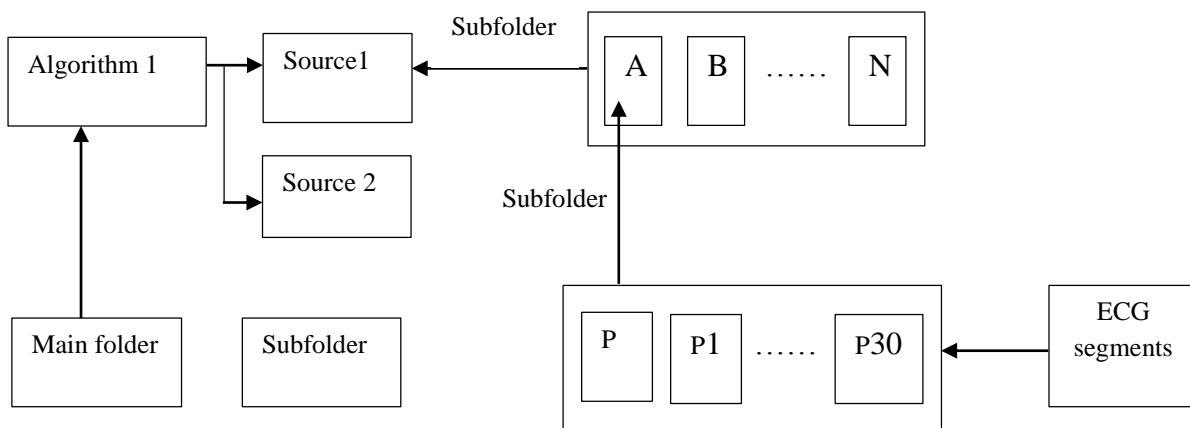 Subfolder
Algorithm 1
Source1
A B ...... N
Source 2
Subfolder
Main folder
Subfolder
P P1 ...... P30
ECG
segments